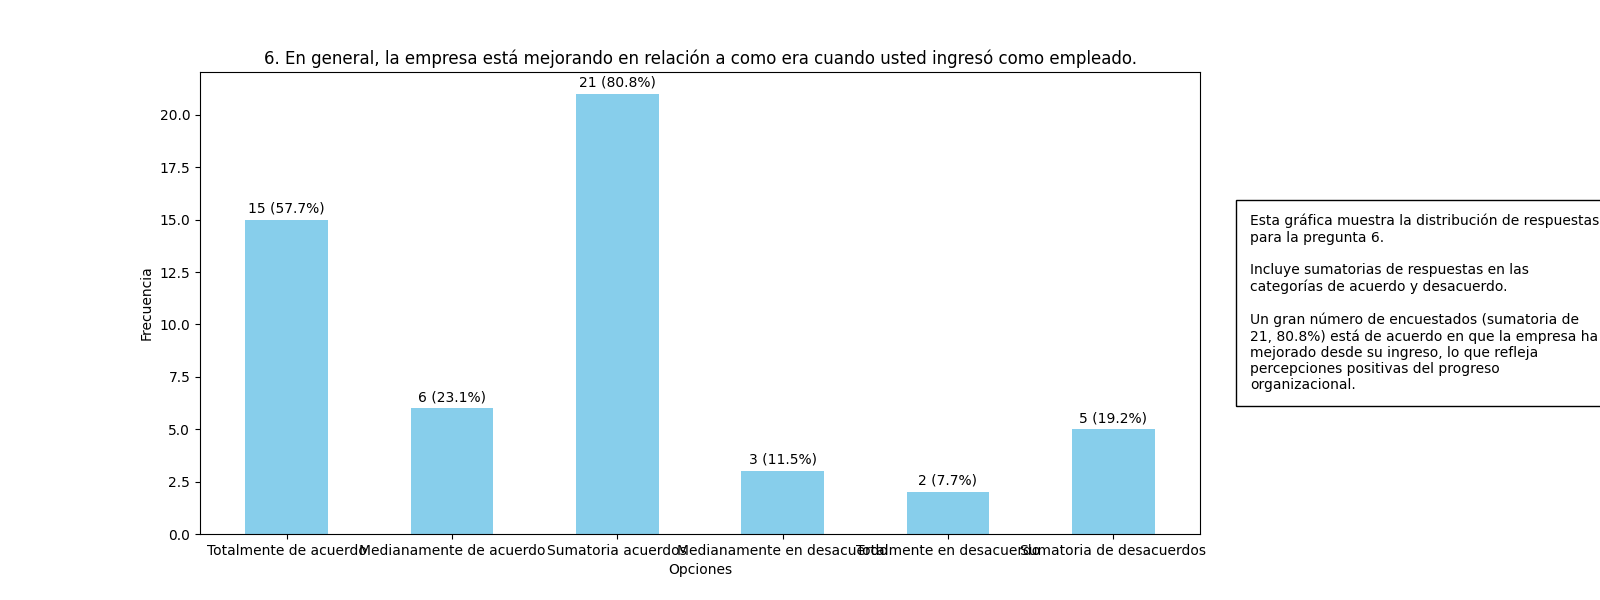 6. En general, la empresa está mejorando en relación a como era cuando usted ingresó como empleado.
21 (80.8%)
15 (57.7%)
6 (23.1%)
3 (11.5%)
2 (7.7%)
5 (19.2%)
20.0
17.5
15.0
12.5
10.0
7.5
5.0
2.5
0.0
Frecuencia
Totalmente de acuerdo
Medianamente de acuerdo
Sumatoria acuerdos
Medianamente en desacuerdo
Totalmente en desacuerdo
Sumatoria de desacuerdos
Opciones
Esta gráfica muestra la distribución de respuestas
para la pregunta 6.
Incluye sumatorias de respuestas en las
categorías de acuerdo y desacuerdo.
Un gran número de encuestados (sumatoria de
21, 80.8%) está de acuerdo en que la empresa ha
mejorado desde su ingreso, lo que refleja
percepciones positivas del progreso
organizacional.